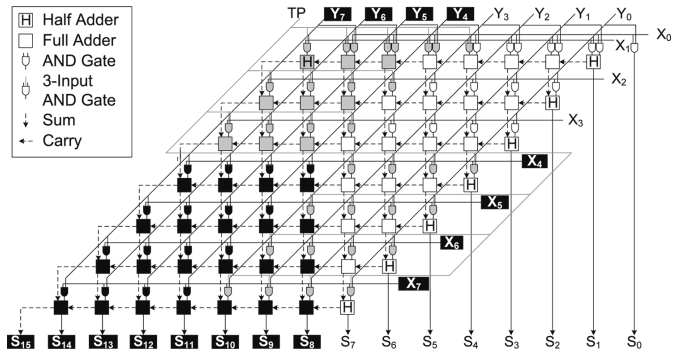 TP Y7 Y6 Y5 Y4 Y3 Y2 Y1 Y0
H Half Adder
Full Adder
AND Gate
3-Input
AND Gate
Sum
Carry
X0
X1
H H
X2
H
X3
H
X4
H
X5
H
X6
H
X7
H
S15 S14 S13 S12 S11 S10 S9 S8 S7 S6 S5 S4 S3 S2 S1 S0